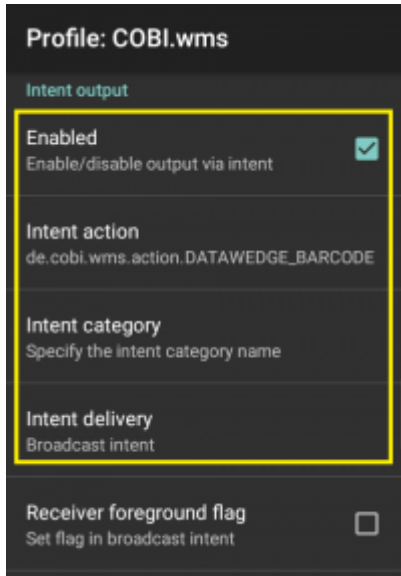 Profile: COBI.wms
Intent output
Enabled
Enable/disable output via intent
Intent action
de.cobi.wms.action.DATAWEDGE_BARCODE
Intent category
Specify the intent category name
Intent delivery
Broadcast intent
Receiver foreground flag
Set flag in broadcast intent